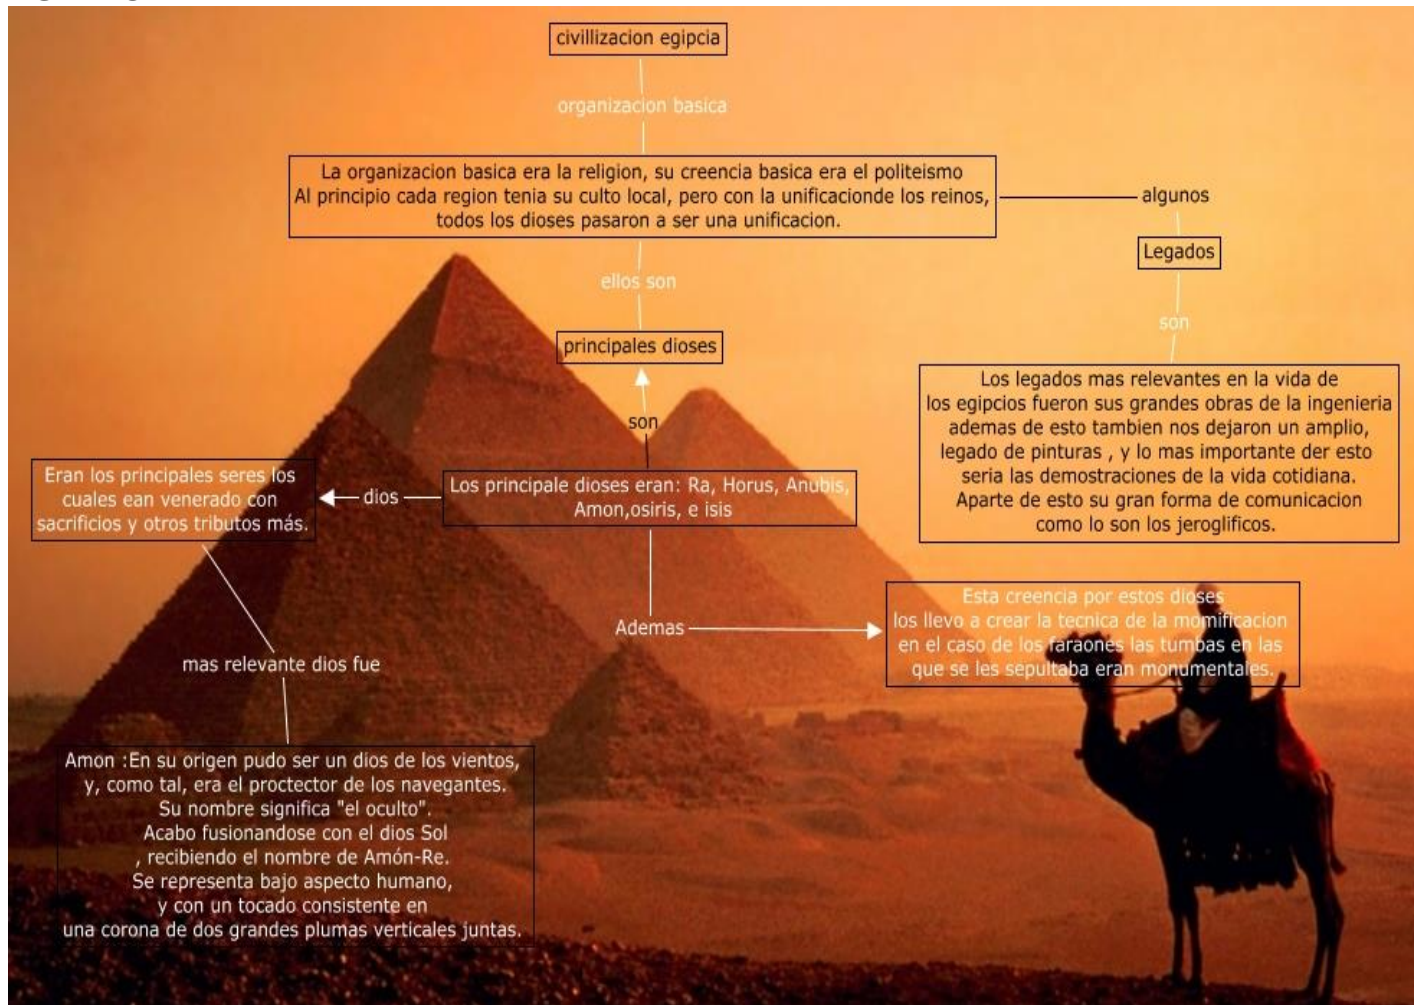 civillizacion egipcia
organizacion basica
La organizacion basica era la religion, su creencia basica era el politeismo
Al principio cada region tenia su culto local, pero con la unificacionde los reinos,
todos los dioses pasaron a ser una unificacion.
algunos
Legados
son
Los legados mas relevantes en la vida de
los egipcios fueron sus grandes obras de la ingenieria
ademas de esto tambien nos dejaron un amplio,
legado de pinturas , y lo mas importante der esto
seria las demostraciones de la vida cotidiana.
Aparte de esto su gran forma de comunicacion
como lo son los jeroglificos.
ellos son
principales dioses
son
Los principale dioses eran: Ra, Horus, Anubis,
Amon,osiris, e isis
dios
Eran los principales seres los
cuales ean venerado con
sacrificios y otros tributos más.
mas relevante dios fue
Amon :En su origen pudo ser un dios de los vientos,
y, como tal, era el proctector de los navegantes.
Su nombre significa "el oculto".
Acabo fusionandose con el dios Sol
, recibiendo el nombre de Amón-Re.
Se representa bajo aspecto humano,
y con un tocado consistente en
una corona de dos grandes plumas verticales juntas.
Ademas
Esta creencia por estos dioses
los llevo a crear la tecnica de la momificacion
en el caso de los faraones las tumbas en las
que se les sepultaba eran monumentales.